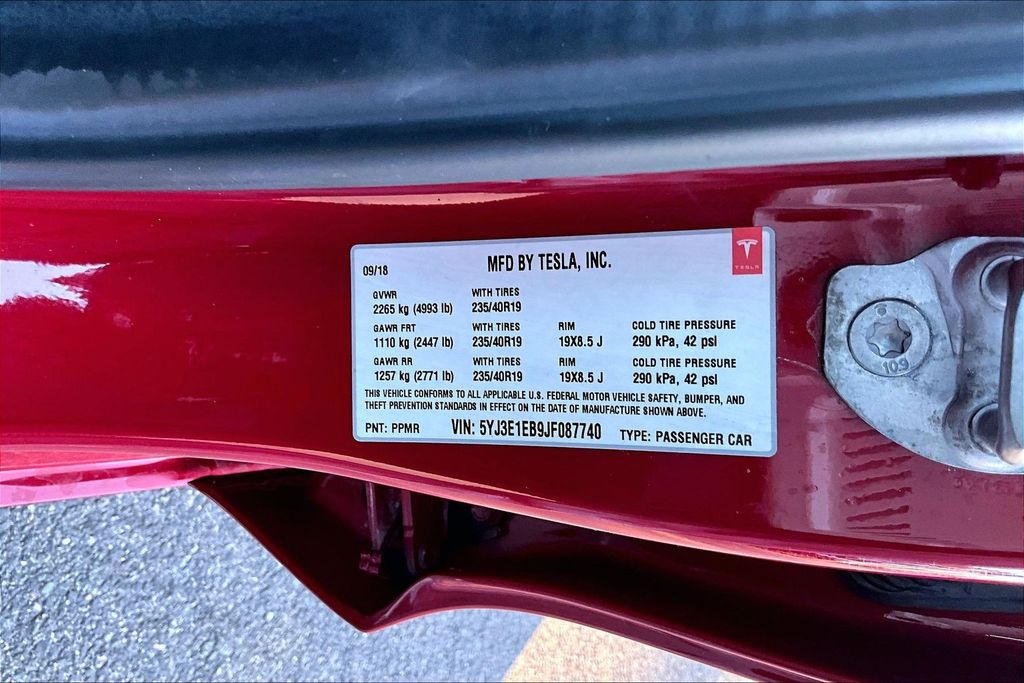 09/18 MFD BY TESLA, INC.
TESLA
GVWR WITH TIRES
2265 kg (4993 lb) 235/40R19
GAWR FRT WITH TIRES RIM COLD TIRE PRESSURE
1110 kg (2447 lb) 235/40R19 19X8.5 J 290 kPa, 42 psl
GAWR RR WITH TIRES RIM COLD TIRE PRESSURE
1257 kg (2771 lb) 235/40R19 19X8.5 J 290 kPa, 42 psl
THIS VEHICLE CONFORMS TO ALL APPLICABLE U.S. FEDERAL MOTOR VEHICLE SAFETY, BUMPER, AND
THEFT PREVENTION STANDARDS IN EFFECT ON THE DATE OF MANUFACTURE SHOWN ABOVE.
PNT: PPMR VIN: 5YJ3E1EB9JF087740 TYPE: PASSENGER CAR
10.9